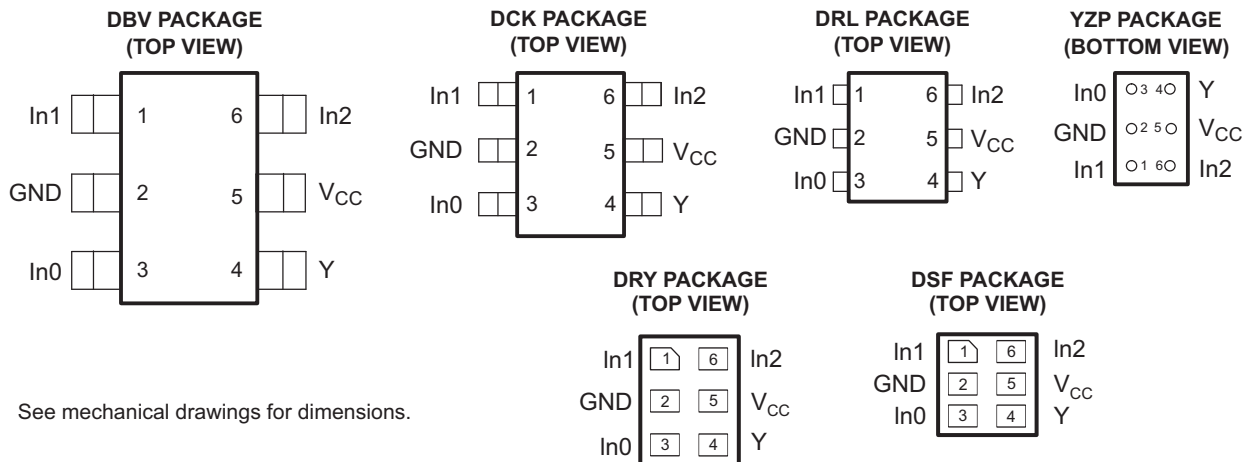 DBV PACKAGE
(TOP VIEW)
In1 1 6 In2
GND 2 5 VCC
In0 3 4 Y
DCK PACKAGE
(TOP VIEW)
In1 1 6 In2
GND 2 5 VCC
In0 3 4 Y
DRL PACKAGE
(TOP VIEW)
In1 1 6 In2
GND 2 5 VCC
In0 3 4 Y
YZP PACKAGE
(BOTTOM VIEW)
In0 3 4 Y
GND 2 5 VCC
In1 1 6 In2
DRY PACKAGE
(TOP VIEW)
In1 1 6 In2
GND 2 5 VCC
In0 3 4 Y
DSF PACKAGE
(TOP VIEW)
In1 1 6 In2
GND 2 5 VCC
In0 3 4 Y
See mechanical drawings for dimensions.